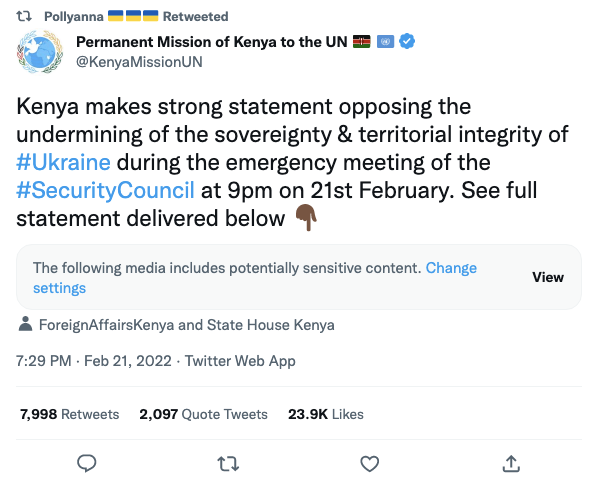 Pollyanna 🇺🇦🇺🇦🇺🇦 Retweeted
Permanent Mission of Kenya to the UN 🇰🇪 🇺🇳
@KenyaMissionUN
Kenya makes strong statement opposing the
undermining of the sovereignty & territorial integrity of
#Ukraine during the emergency meeting of the
#SecurityCouncil at 9pm on 21st February. See full
statement delivered below 👇🏿
The following media includes potentially sensitive content. Change
settings
View
ForeignAffairsKenya and State House Kenya
7:29 PM · Feb 21, 2022 · Twitter Web App
7,998 Retweets 2,097 Quote Tweets 23.9K Likes